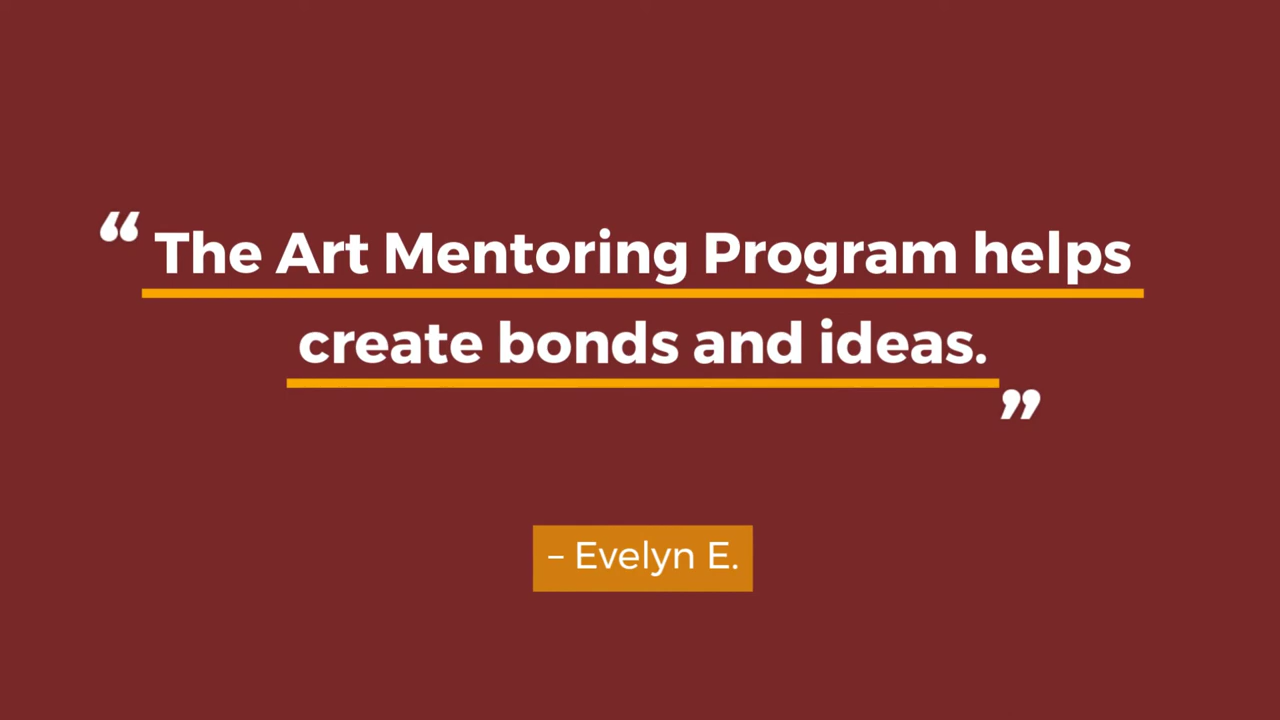 “The Art Mentoring Program helps
create bonds and ideas.”
– Evelyn E.